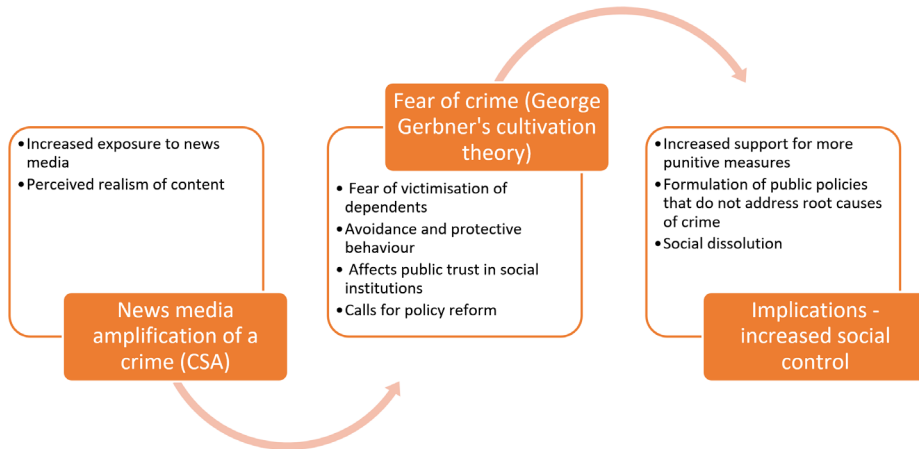 •Increased exposure to news
media
•Perceived realism of content
News media
amplification of a
crime (CSA)
Fear of crime (George
Gerbner's cultivation
theory)
• Fear of victimisation of
dependents
•Avoidance and protective
behaviour
• Affects public trust in social
institutions
•Calls for policy reform
•Increased support for more
punitive measures
•Formulation of public policies
that do not address root causes
of crime
•Social dissolution
Implications -
increased social
control